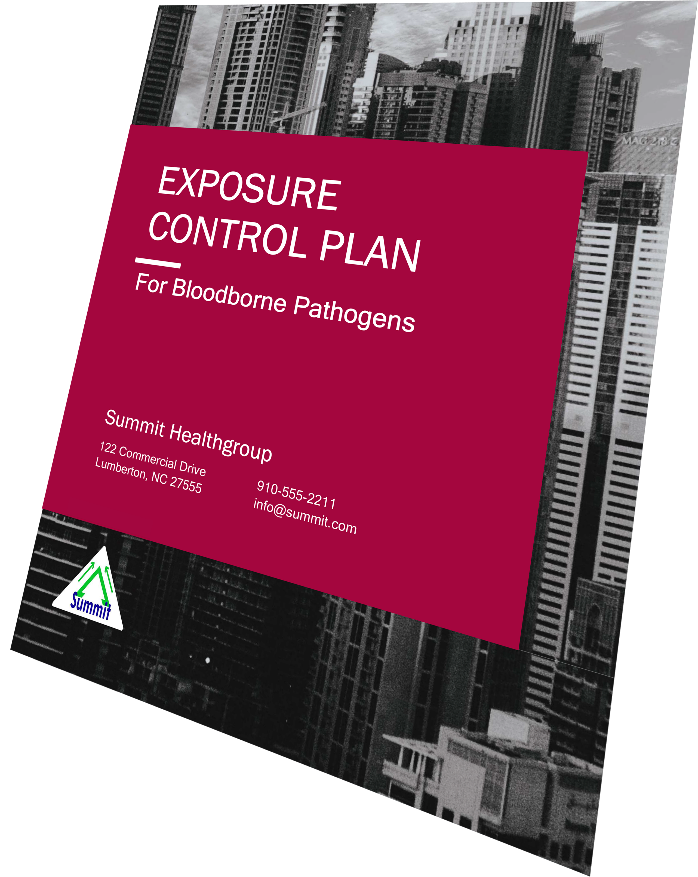 EXPOSURE
CONTROL PLAN
For Bloodborne Pathogens
Summit Healthgroup
122 Commercial Drive
Lumberton, NC 27555
910-555-2211
info@summit.com
Summit